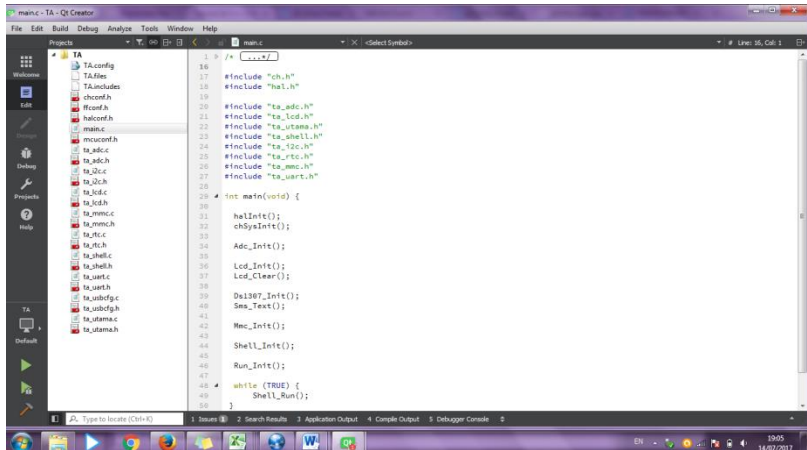 main.c - TA - Qt Creator
File Edit Build Debug Analyze Tools Window Help
Projects
main.c
<Select Symbol>
# Line: 16, Col: 1
Welcome
Edit
Debug
Projects
Help
TA
Default
TA
TA.config
TA.files
TA.includes
chconf.h
ffconf.h
halconf.h
main.c
mcuconf.h
ta_adc.c
ta_adc.h
ta_i2c.c
ta_i2c.h
ta_lcd.c
ta_lcd.h
ta_mmc.c
ta_mmc.h
ta_rtc.c
ta_rtc.h
ta_shell.c
ta_shell.h
ta_uart.c
ta_uart.h
ta_usbcfg.c
ta_usbcfg.h
ta_utama.c
ta_utama.h
1 /* ...*/
16
17 #include "ch.h"
18 #include "hal.h"
19
20 #include "ta_adc.h"
21 #include "ta_lcd.h"
22 #include "ta_utama.h"
23 #include "ta_shell.h"
24 #include "ta_i2c.h"
25 #include "ta_rtc.h"
26 #include "ta_mmc.h"
27 #include "ta_uart.h"
28
29 int main(void) {
30
31 halInit();
32 chSysInit();
33
34 Adc_Init();
35
36 Lcd_Init();
37 Lcd_Clear();
38
39 Ds1307_Init();
40 Sms_Text();
41
42 Mmc_Init();
43
44 Shell_Init();
45
46 Run_Init();
47
48 while (TRUE) {
49 Shell_Run();
50 }
Type to locate (Ctrl+K)
1 Issues 1 2 Search Results 3 Application Output 4 Compile Output 5 Debugger Console
EN
19:05
14/02/2017